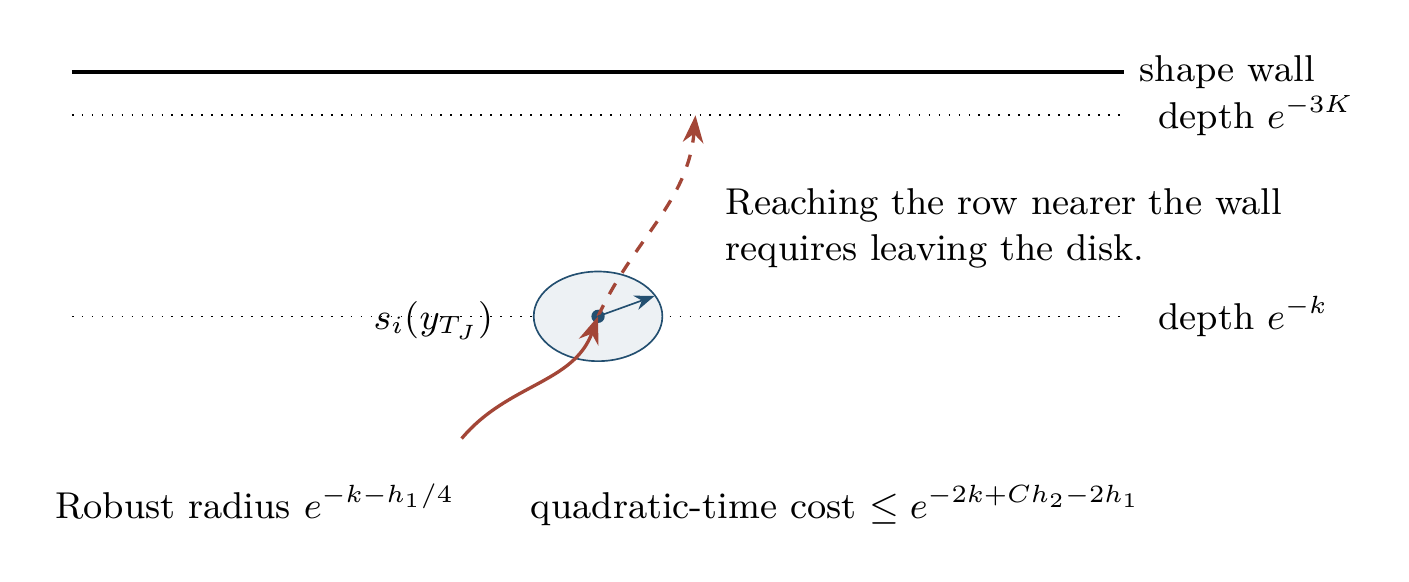 shape wall
depth $e^{-3K}$
Reaching the row nearer the wall
requires leaving the disk.
$s_i(y_{T_J})$
depth $e^{-k}$
Robust radius $e^{-k-h_1/4}$
quadratic-time cost $\leq e^{-2k+Ch_2-2h_1}$